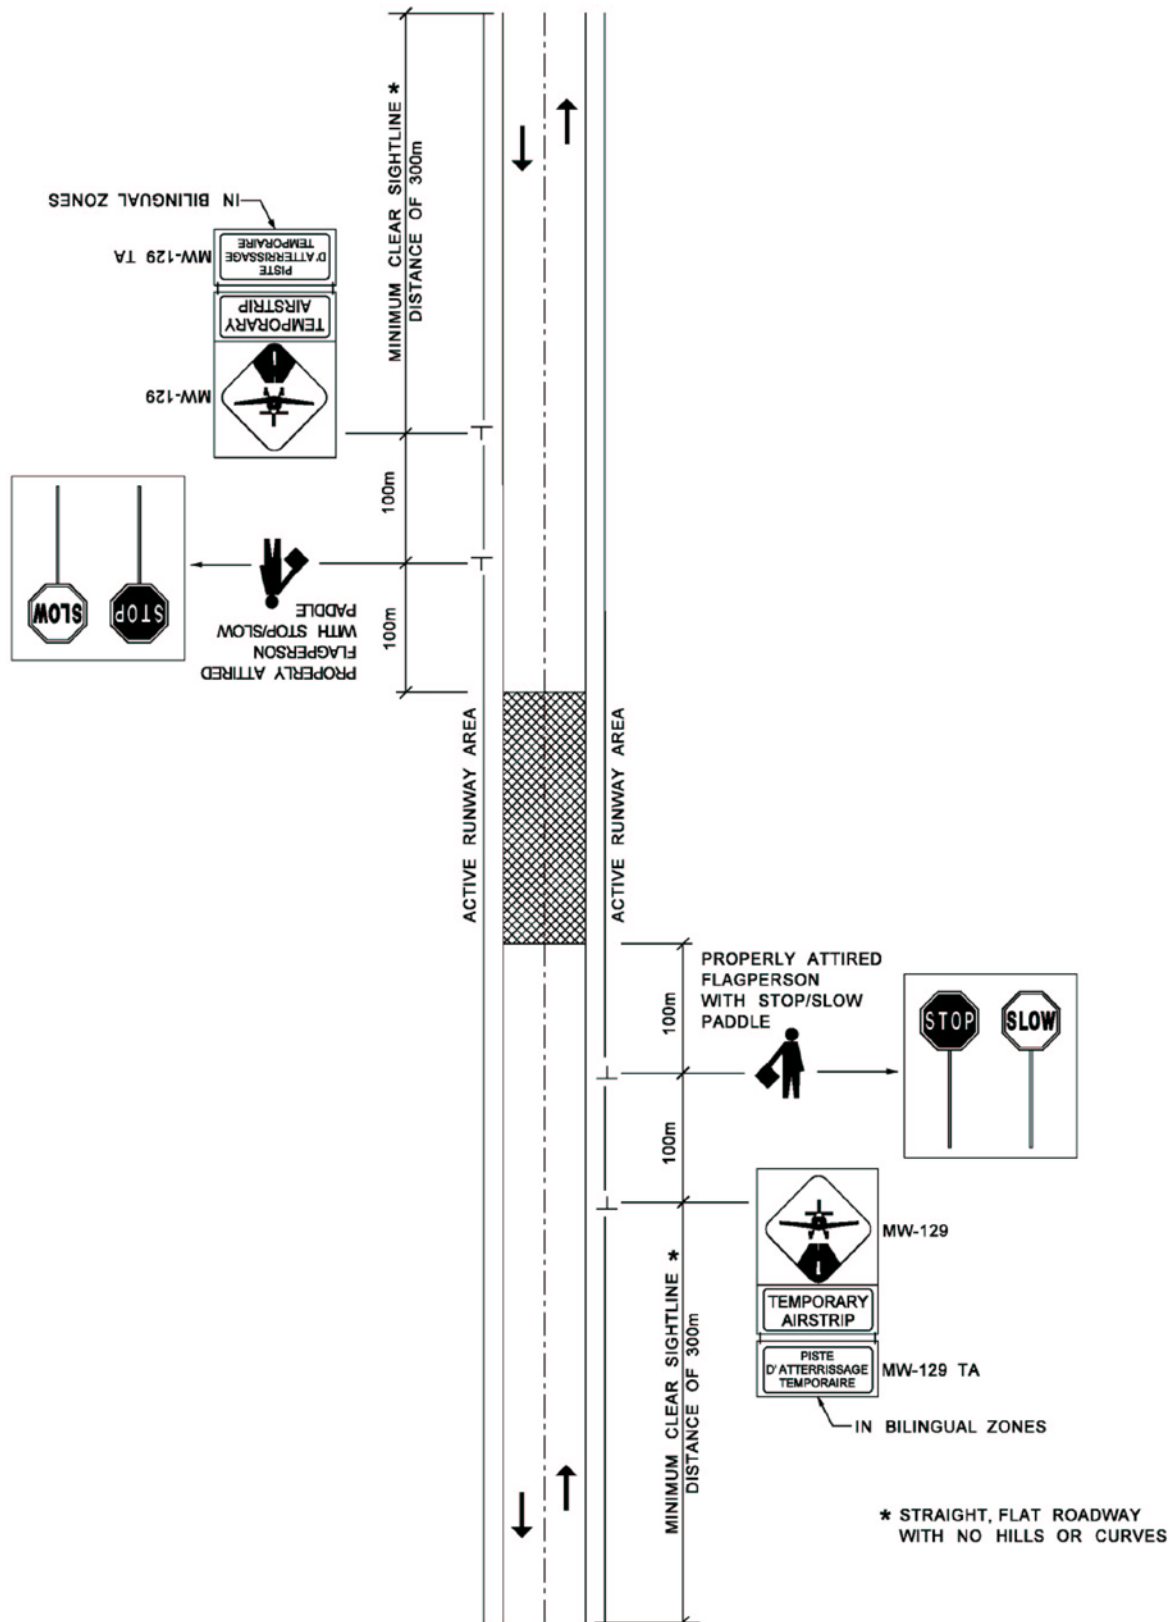 MINIMUM CLEAR SIGHTLINE *
DISTANCE OF 300m
IN BILINGUAL ZONES
MW-129 TA
PISTE
D'ATTERRISSAGE
TEMPORAIRE
TEMPORARY
AIRSTRIP
MW-129
100m
SLOW
STOP
PROPERLY ATTIRED
FLAGPERSON
WITH STOP/SLOW
PADDLE
100m
ACTIVE RUNWAY AREA
ACTIVE RUNWAY AREA
PROPERLY ATTIRED
FLAGPERSON
WITH STOP/SLOW
PADDLE
100m
STOP
SLOW
100m
MW-129
TEMPORARY
AIRSTRIP
PISTE
D'ATTERRISSAGE
TEMPORAIRE
MW-129 TA
IN BILINGUAL ZONES
MINIMUM CLEAR SIGHTLINE *
DISTANCE OF 300m
* STRAIGHT, FLAT ROADWAY
WITH NO HILLS OR CURVES